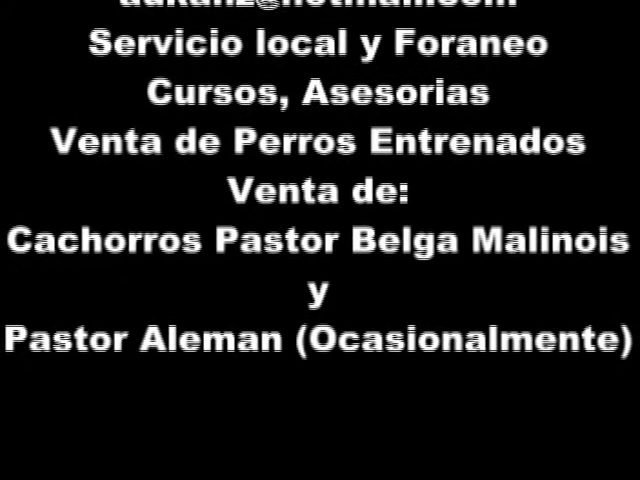 Servicio local y Foraneo
Cursos, Asesorias
Venta de Perros Entrenados
Venta de:
Cachorros Pastor Belga Malinois
y
Pastor Aleman (Ocasionalmente)